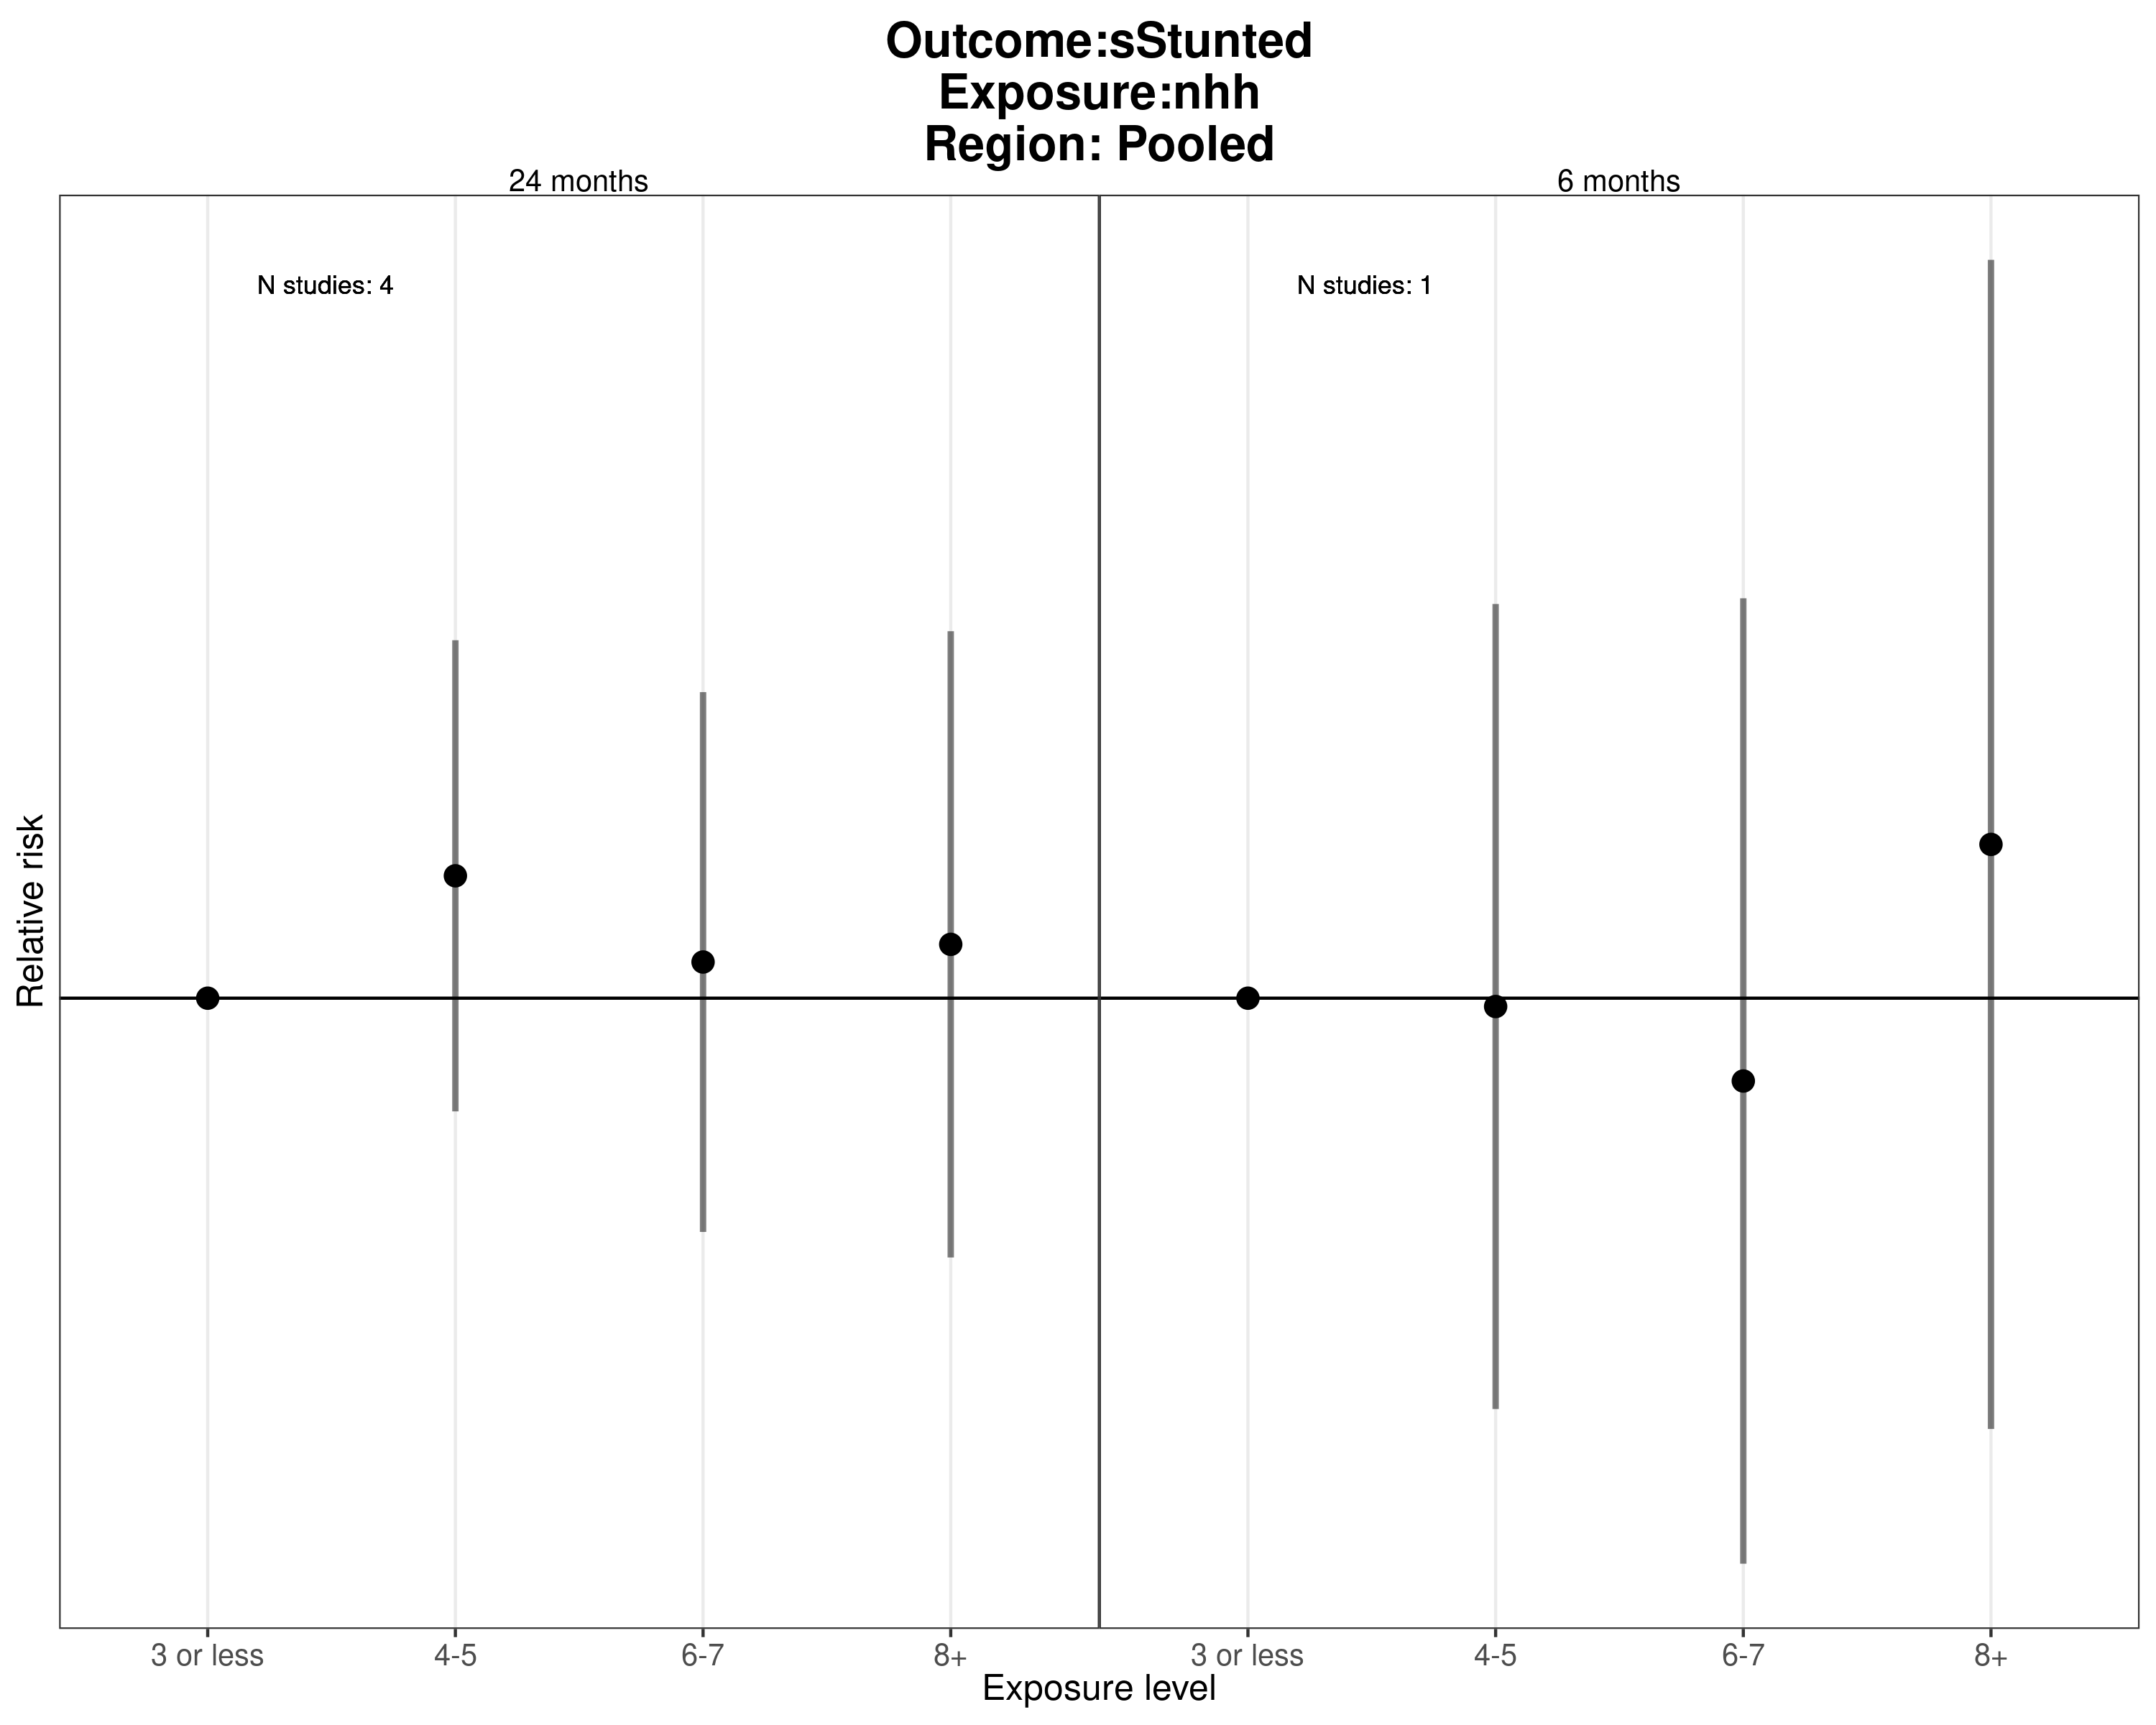 Outcome:sStunted
Exposure:nhh
Region: Pooled
24 months
6 months
N studies: 4
N studies: 1
Relative risk
3 or less
4-5
6-7
8+
3 or less
4-5
6-7
8+
Exposure level